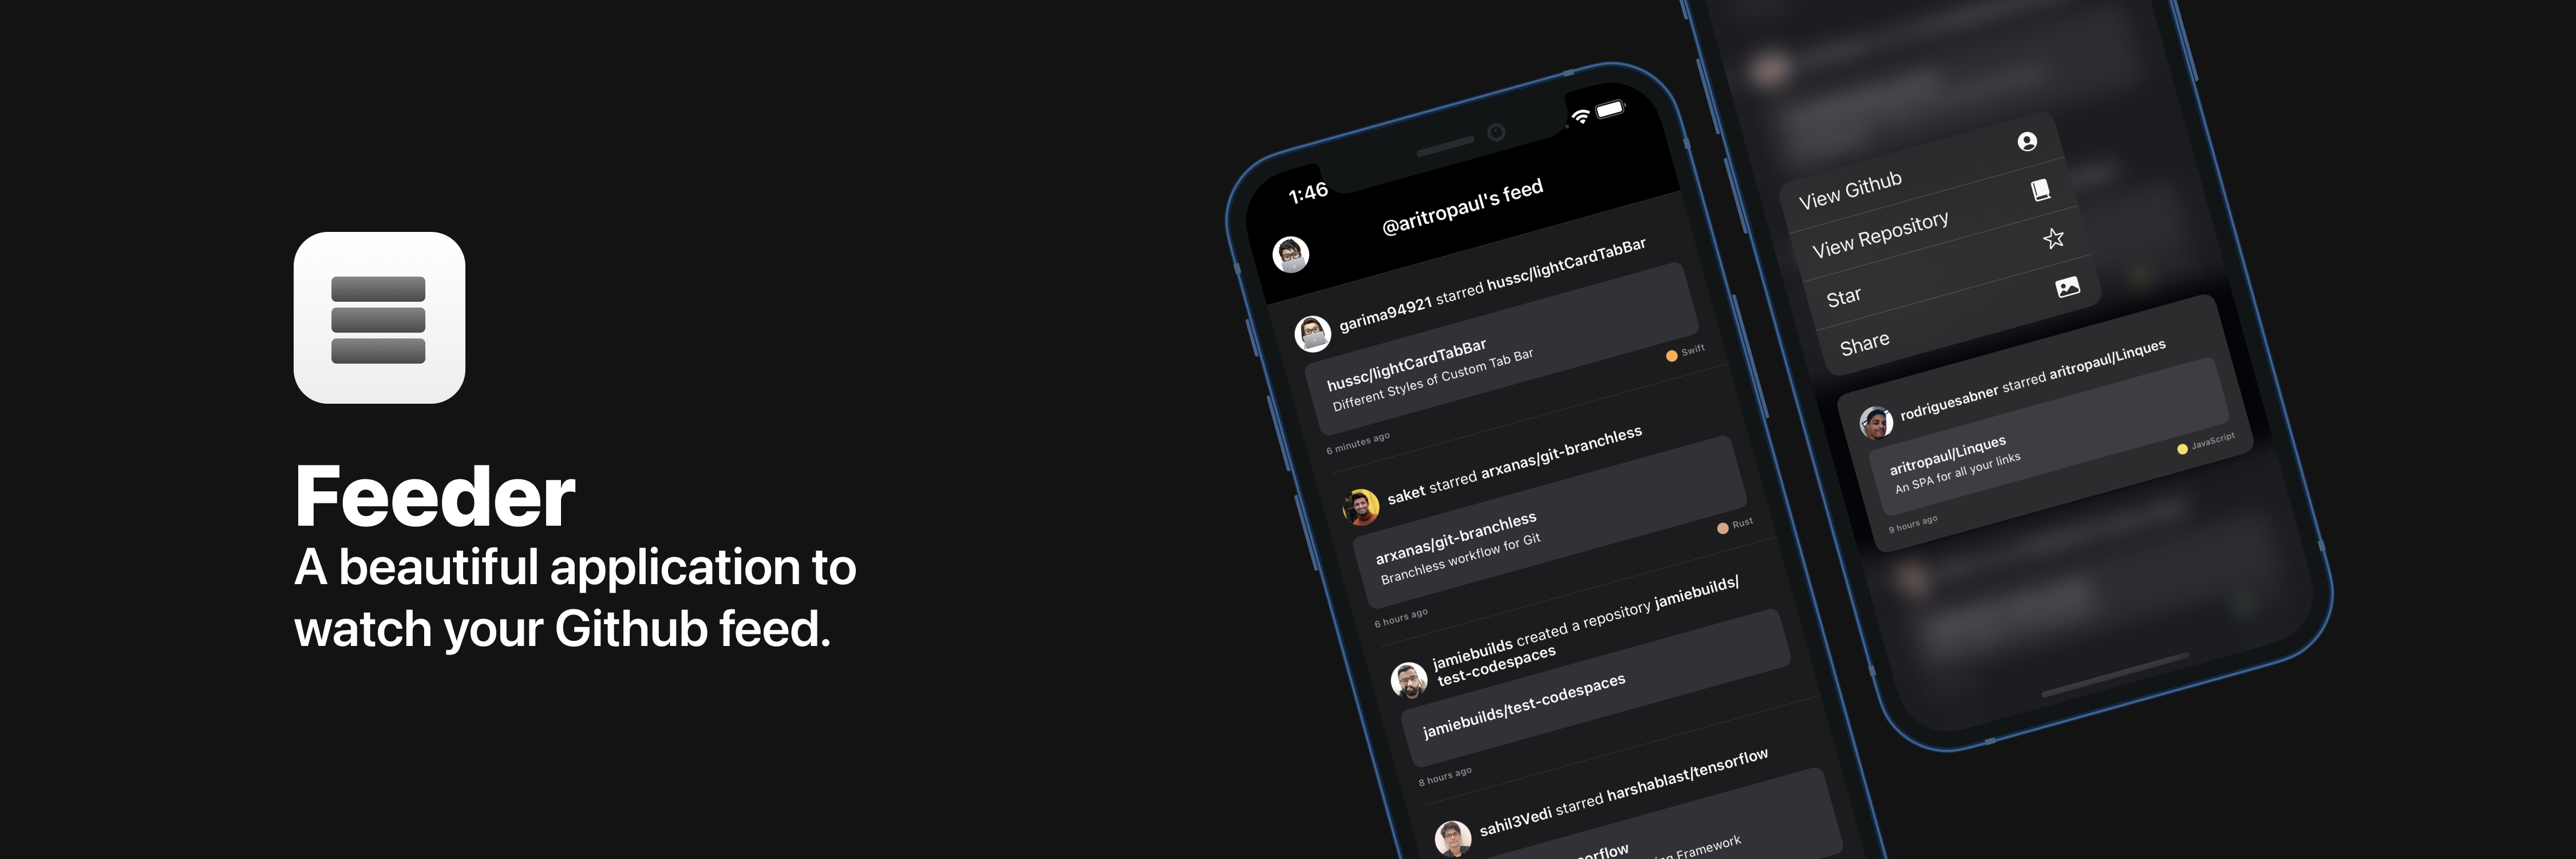 Feeder
A beautiful application to
watch your Github feed.
1:46
@aritropaul's feed
garima94921 starred hussc/lightCardTabBar
hussc/lightCardTabBar
Different Styles of Custom Tab Bar
Swift
6 minutes ago
saket starred arxanas/git-branchless
arxanas/git-branchless
Branchless workflow for Git
Rust
6 hours ago
jamiebuilds created a repository jamiebuilds/
test-codespaces
jamiebuilds/test-codespaces
8 hours ago
sahil3Vedi starred harshablast/tensorflow
Framework
View Github
View Repository
Star
Share
rodriguesabner starred aritropaul/Linques
aritropaul/Linques
An SPA for all your links
JavaScript
9 hours ago